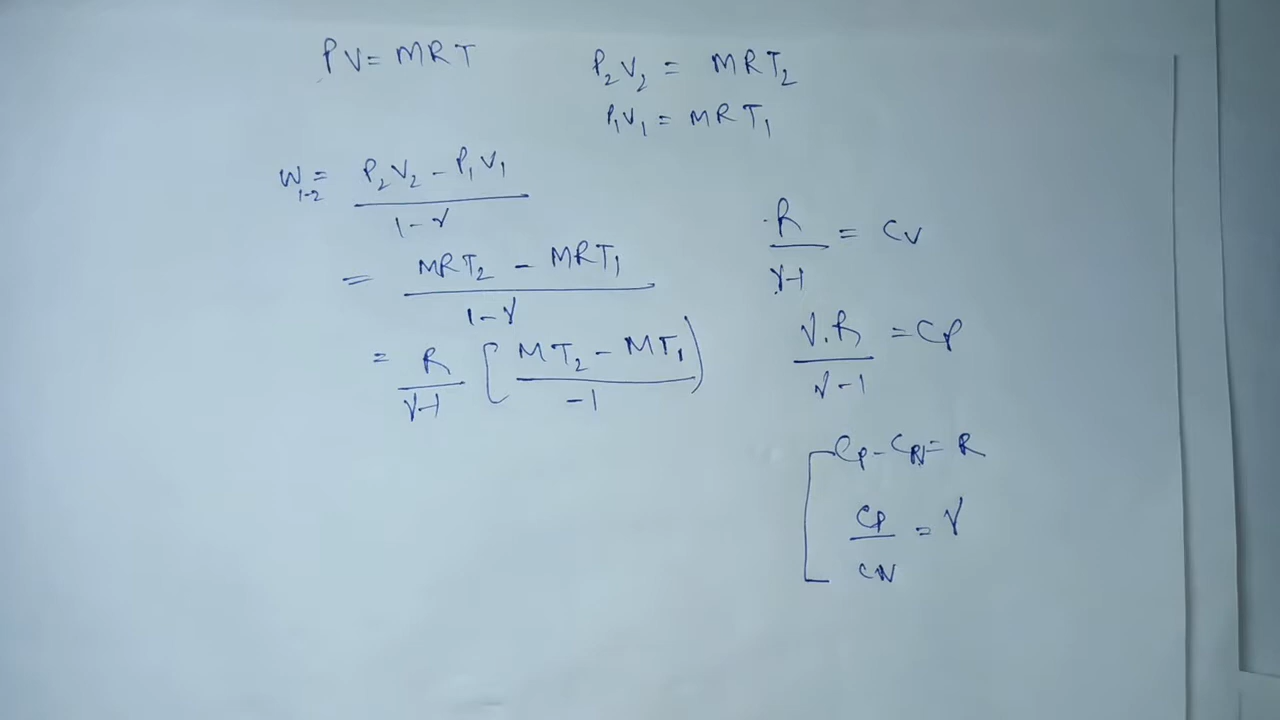 PV = MRT
P₂V₂ = MRT₂
P₁V₁ = MRT₁
W₁₋₂ = (P₂V₂ - P₁V₁) / (1-γ)
= (MRT₂ - MRT₁) / (1-γ)
= R/(γ-1) [(MT₂ - MT₁) / -1)
R/(γ-1) = CV
γ.R/(γ-1) = CP
CP - CV = R
CP/CV = γ